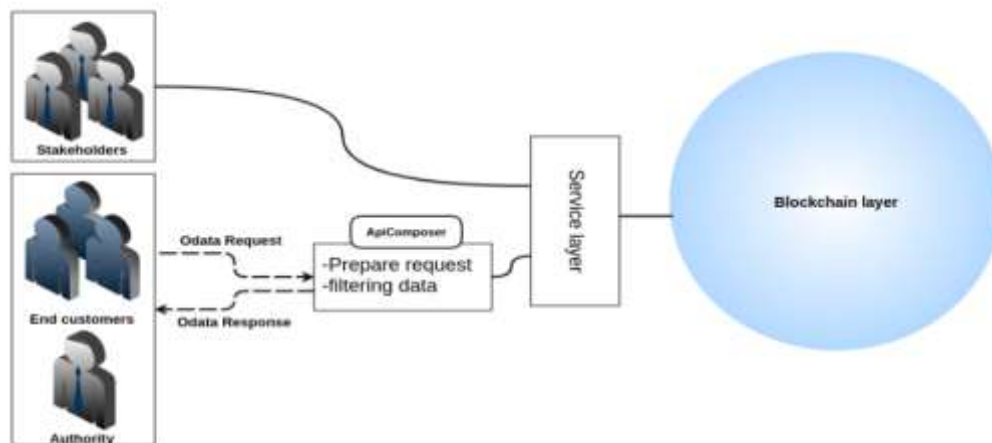 Stakeholders
End customers
Authority
Odata Request
Odata Response
ApiComposer
-Prepare request
-filtering data
Service layer
Blockchain layer